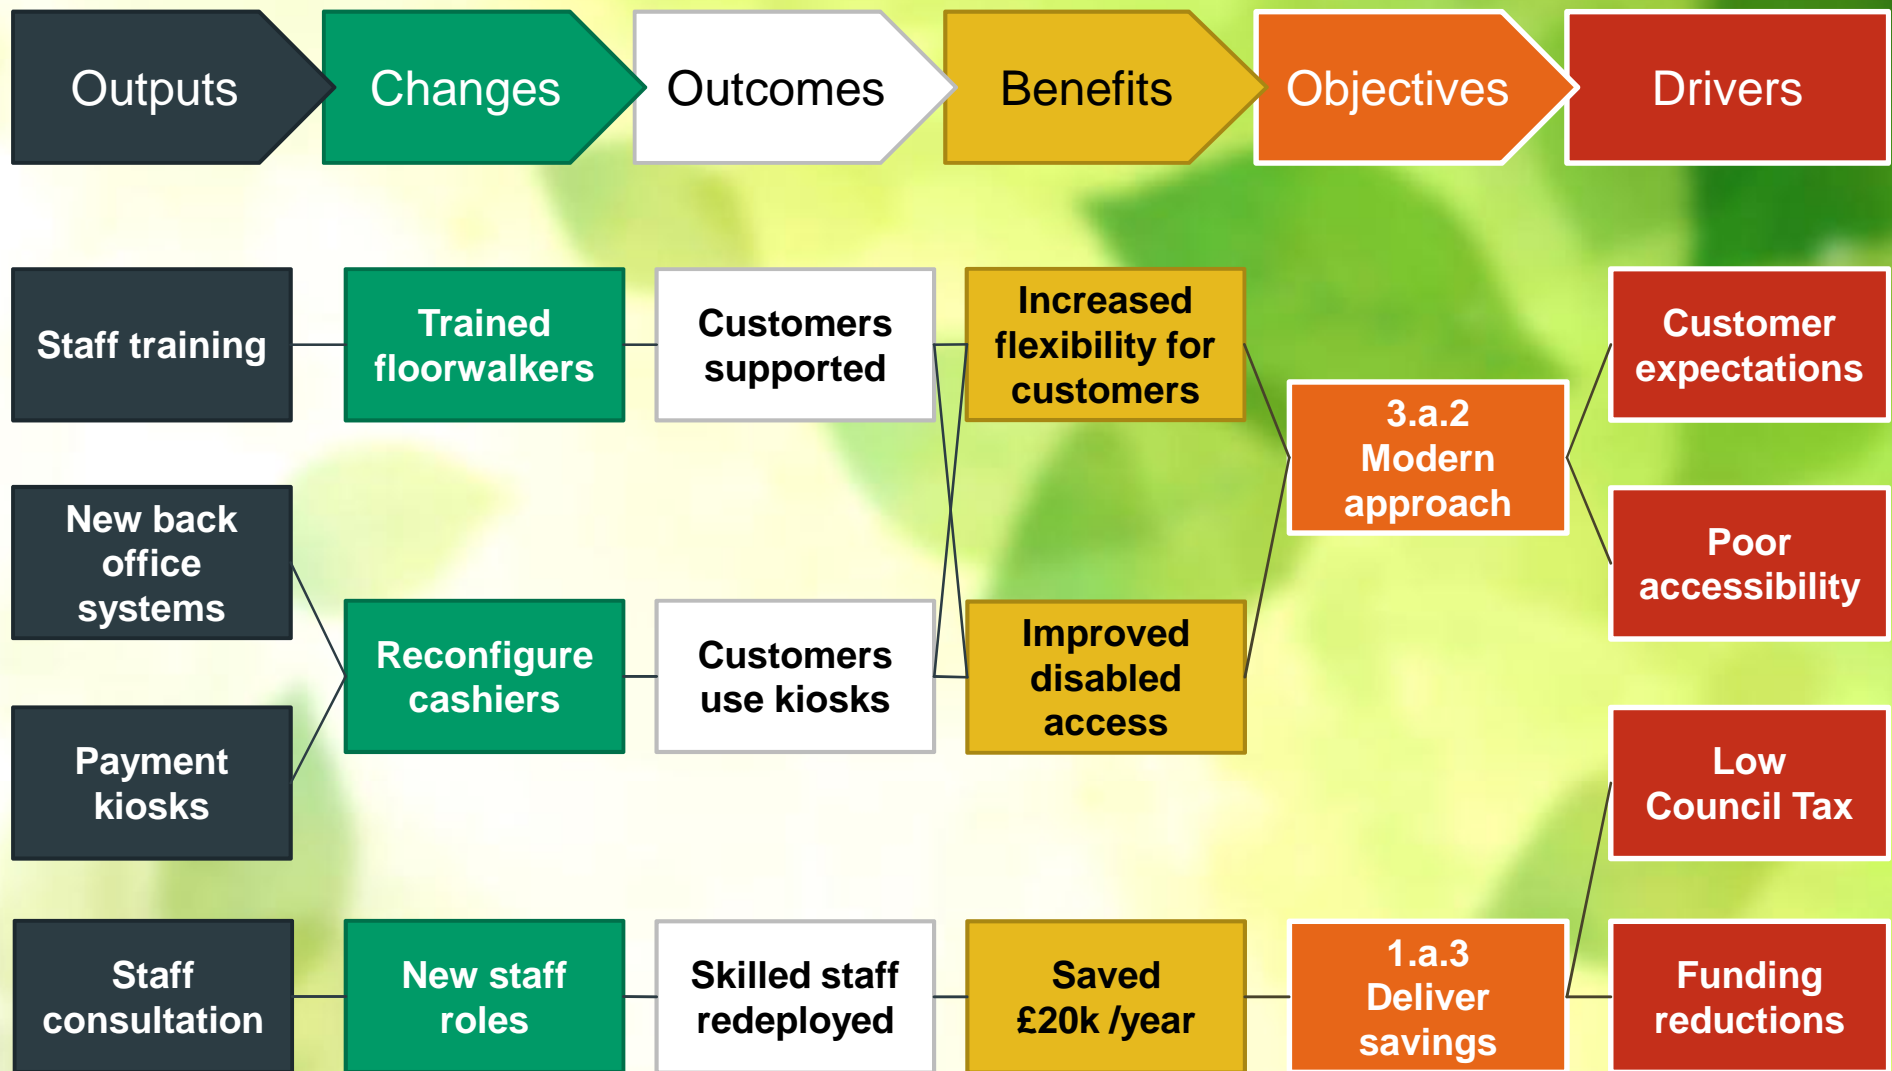 Outputs
Changes
Outcomes
Benefits
Objectives
Drivers
Staff training
Trained
floorwalkers
Customers
supported
Increased
flexibility for
customers
3.a.2
Modern
approach
Customer
expectations
New back
office
systems
Poor
accessibility
Reconfigure
cashiers
Customers
use kiosks
Improved
disabled
access
Payment
kiosks
Low
Council Tax
Staff
consultation
New staff
roles
Skilled staff
redeployed
Saved
£20k /year
1.a.3
Deliver
savings
Funding
reductions